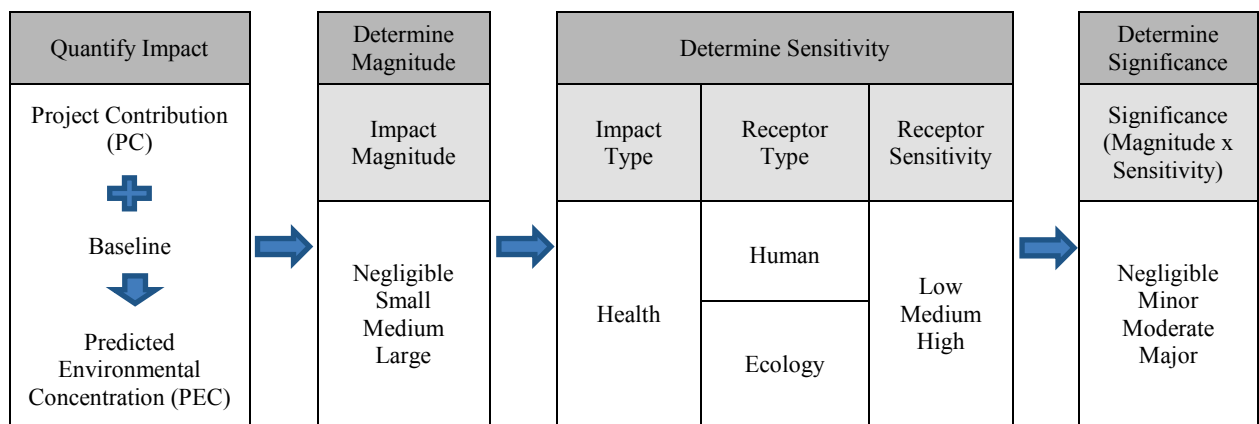 Quantify Impact
Project Contribution
(PC)
Baseline
Predicted
Environmental
Concentration (PEC)
Determine
Magnitude
Impact
Magnitude
Negligible
Small
Medium
Large
Determine Sensitivity
Impact
Type
Receptor
Type
Receptor
Sensitivity
Health
Human
Ecology
Low
Medium
High
Determine
Significance
Significance
(Magnitude x
Sensitivity)
Negligible
Minor
Moderate
Major